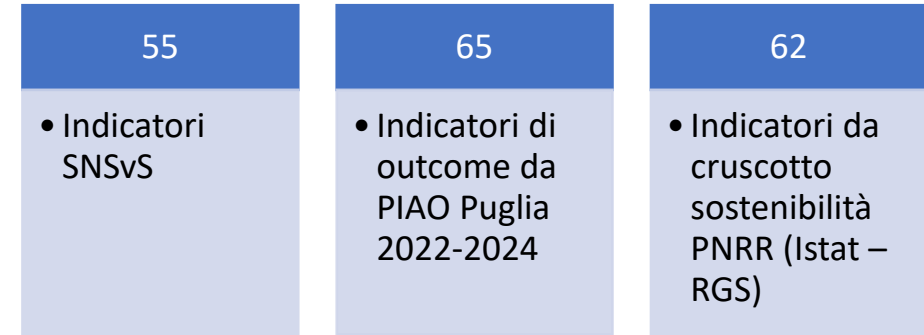 55
• Indicatori
SNSvS
65
• Indicatori di
outcome da
PIAO Puglia
2022-2024
62
• Indicatori da
cruscotto
sostenibilità
PNRR (Istat –
RGS)